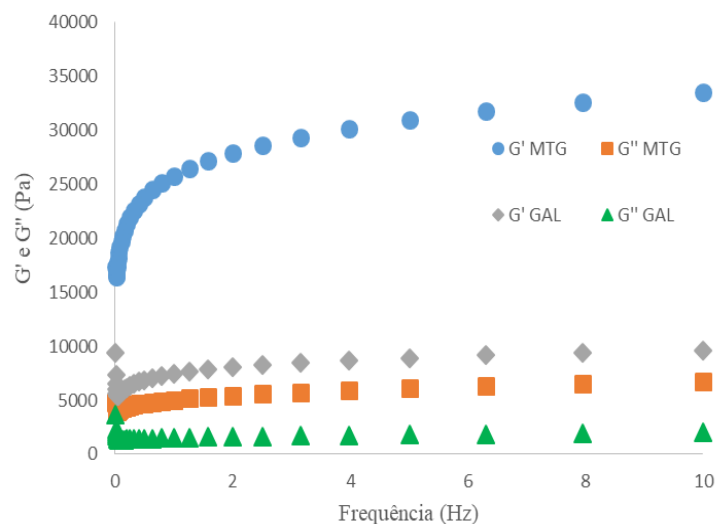 40000
35000
30000
25000
20000
15000
10000
5000
0
G' e G'' (Pa)
G' MTG
G'' MTG
G' GAL
G'' GAL
0 2 4 6 8 10
Frequência (Hz)